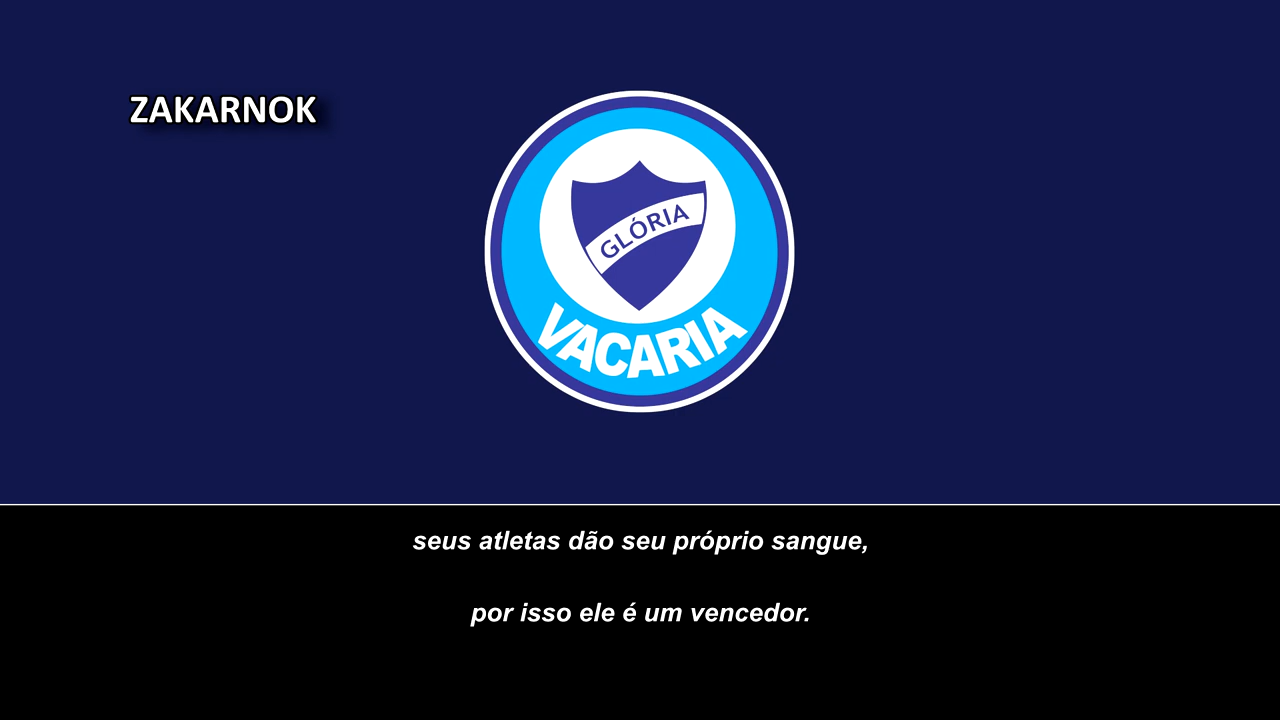 ZAKARNOK
GLÓRIA
VACARIA
seus atletas dão seu próprio sangue,
por isso ele é um vencedor.